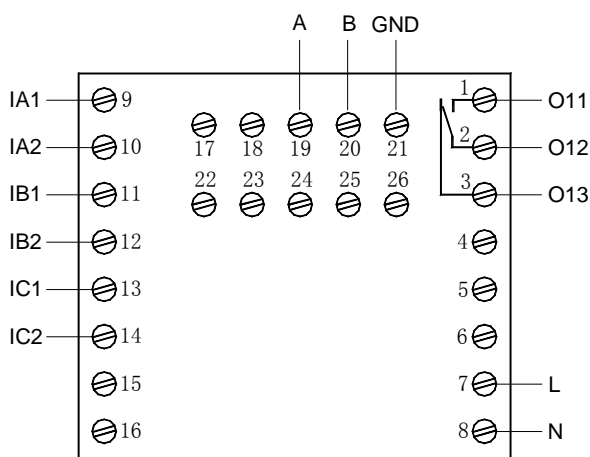 A B GND
IA1 9 1 O11
IA2 10 17 18 19 20 21 2 O12
IB1 11 22 23 24 25 26 3 O13
IB2 12 4
IC1 13 5
IC2 14 6
15 7 L
16 8 N